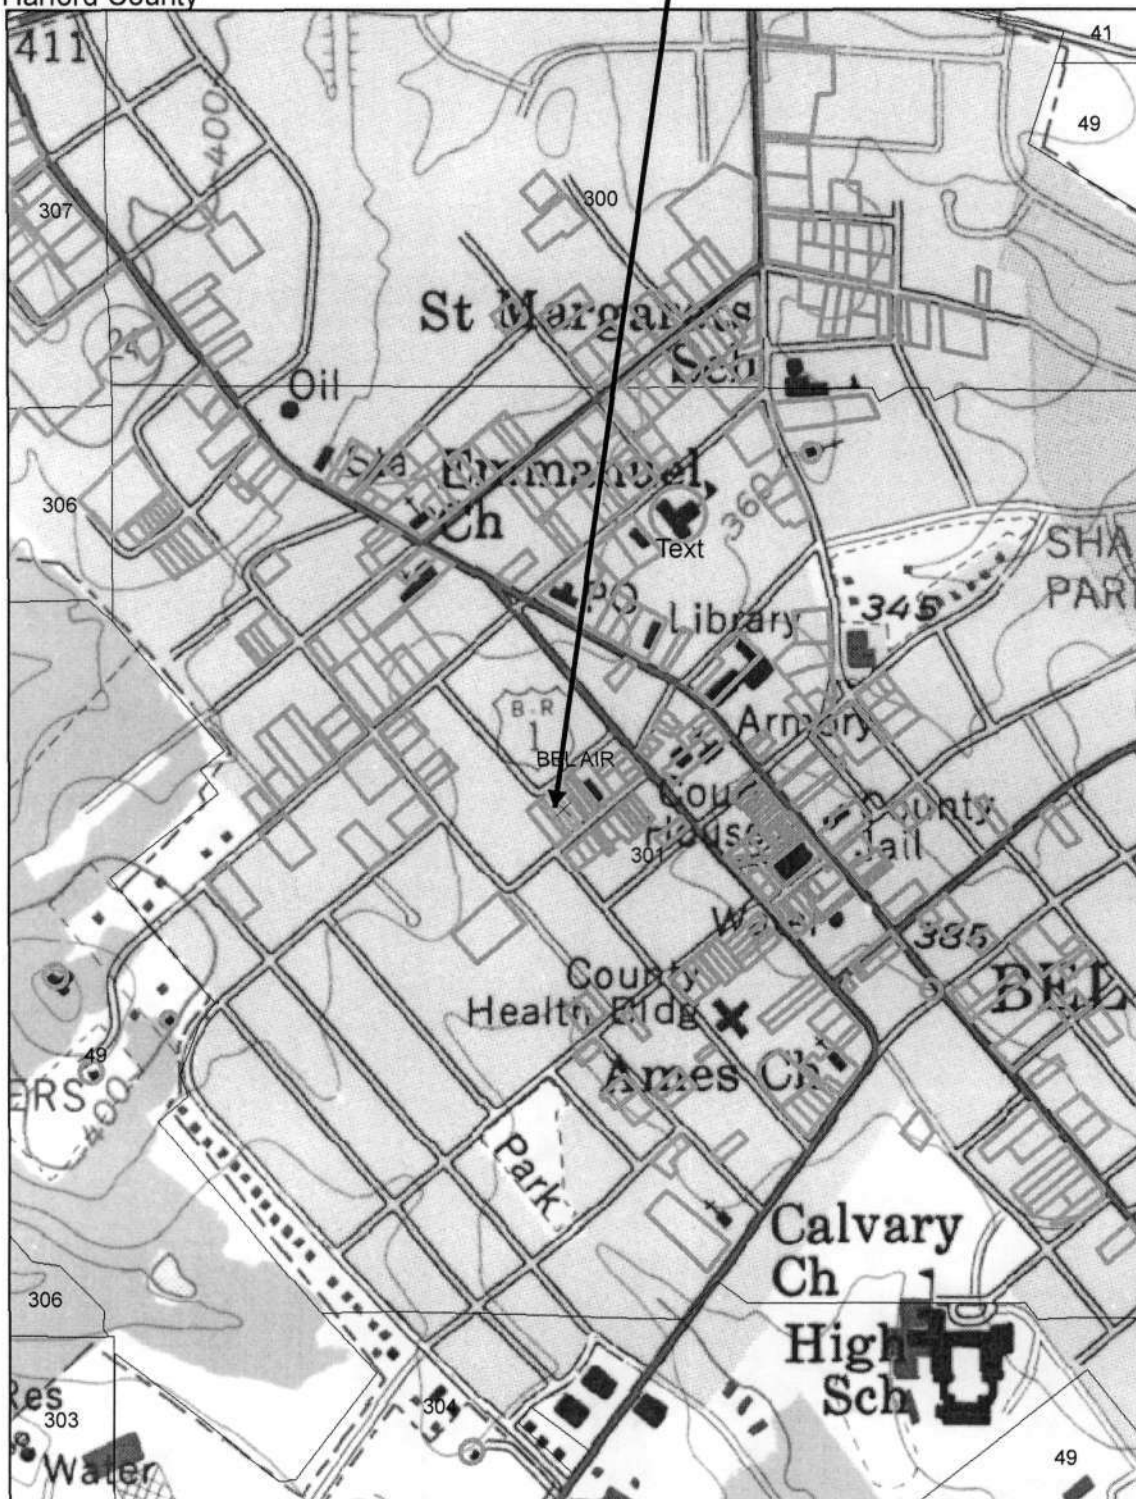 Harford County
411
41
400
49
307
300
St Margarets
Sch
24
Oil
Sta
Emmanuel
Ch
306
360
Text
SHA
PARK
PO
345
Library
B-R
1
Armory
BEL AIR
Court
House
County
Jail
301
Water
385
County
Health Bldg
BEL
49
400
ERS
Ames Ch
Park
Calvary
Ch
306
High
Sch
Res
303
304
49
Water